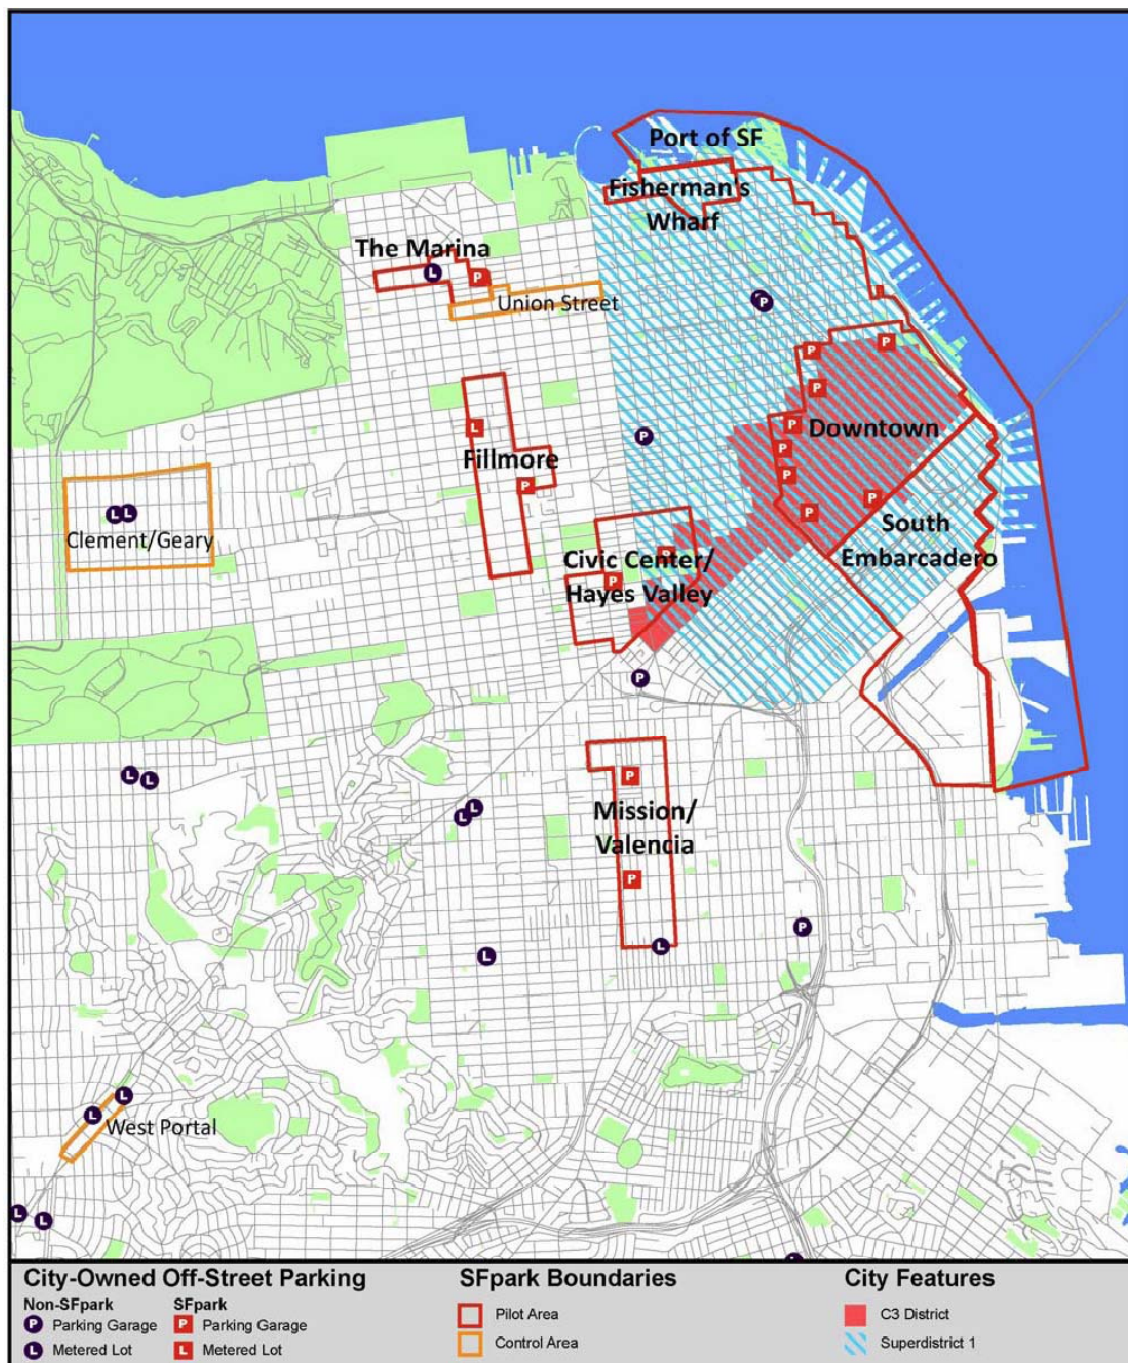 Port of SF
Fisherman's
Wharf
The Marina
L
P
Union Street
P
P
P
P
L
P
P
Downtown
Fillmore
P
P
P
P
L L
Clement/Geary
P
South
Embarcadero
P
Civic Center/
P
Hayes Valley
P
P
L
L
Mission/
Valencia
L
L
P
P
L
L
L
L
West Portal
L
L
L
City-Owned Off-Street Parking
Non-SFpark
P Parking Garage
L Metered Lot
SFpark
P Parking Garage
L Metered Lot
SFpark Boundaries
Pilot Area
Control Area
City Features
C3 District
Superdistrict 1